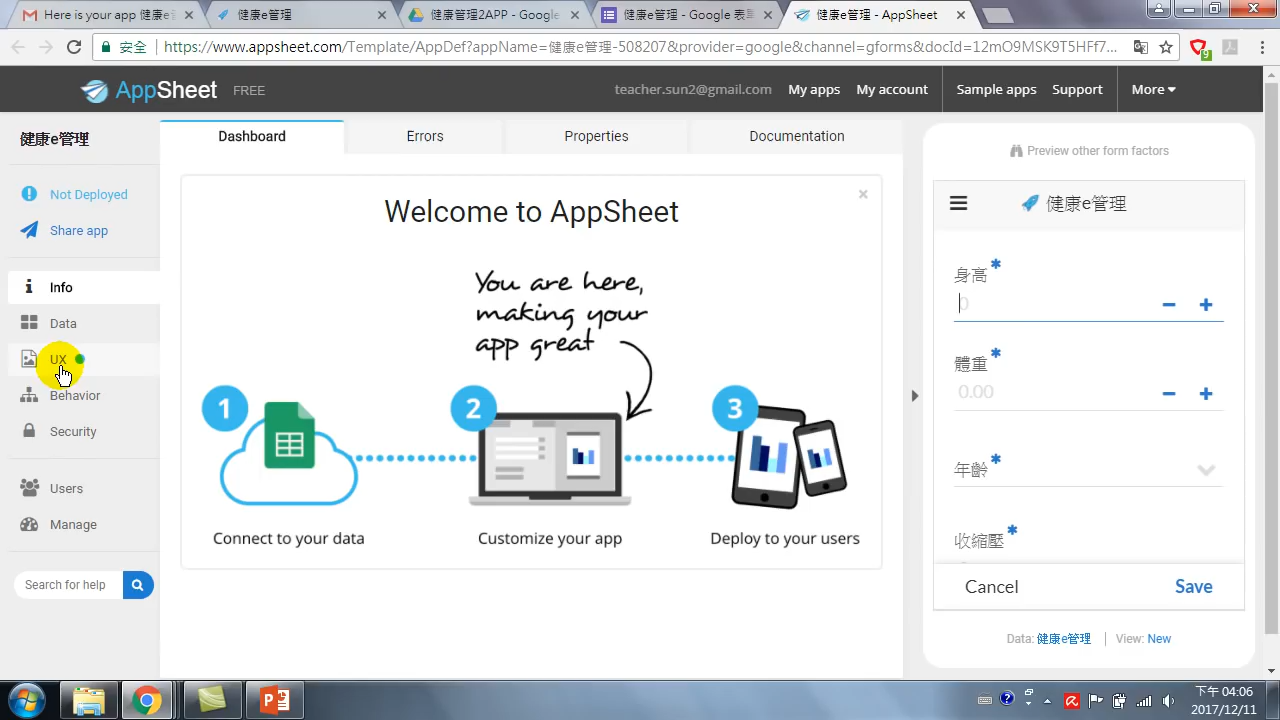 Here is your app 健康e
健康e管理
健康管理2APP - Google
健康e管理 - Google 表
健康e管理 - AppSheet
安全
https://www.appsheet.com/Template/AppDef?appName=健康e管理-508207&provider=google&channel=gforms&docId=12mO9MSK9T5HFf7...
9
AppSheet FREE
teacher.sun2@gmail.com My apps My account Sample apps Support More
健康e管理
Not Deployed
Share app
Info
Data
UX
Behavior
Security
Users
Manage
Search for help
Dashboard Errors Properties Documentation
×
Welcome to AppSheet
You are here,
making your
app great
1 2 3
Connect to your data Customize your app Deploy to your users
Preview other form factors
健康e管理
身高 *
0
體重 *
0.00
年齡 *
收縮壓 *
Cancel Save
Data: 健康e管理 | View: New
下午 04:06
2017/12/11